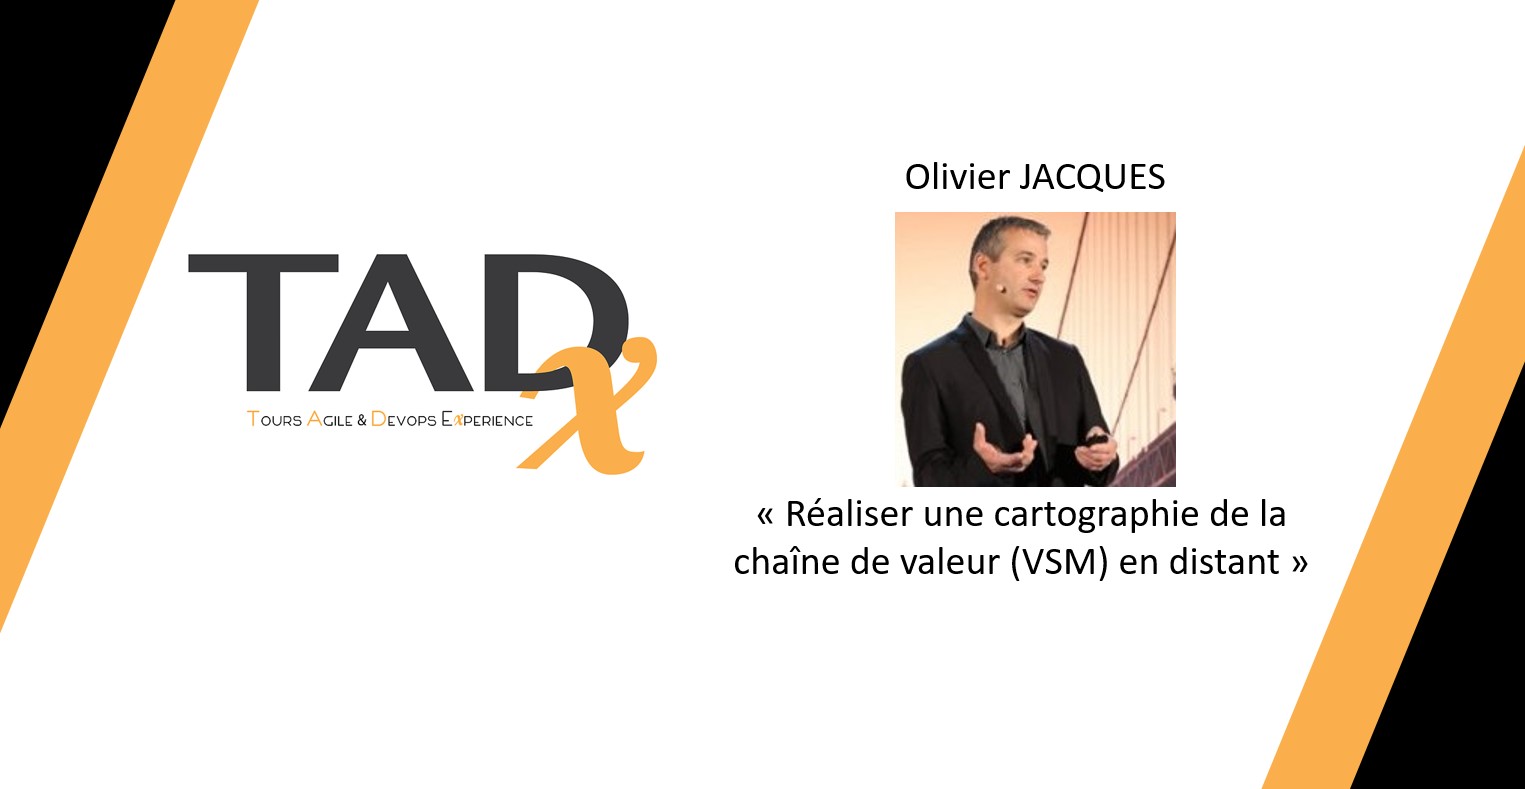 TADx
TOURS AGILE & DEVOPS EXPERIENCE
Olivier JACQUES
« Réaliser une cartographie de la
chaîne de valeur (VSM) en distant »